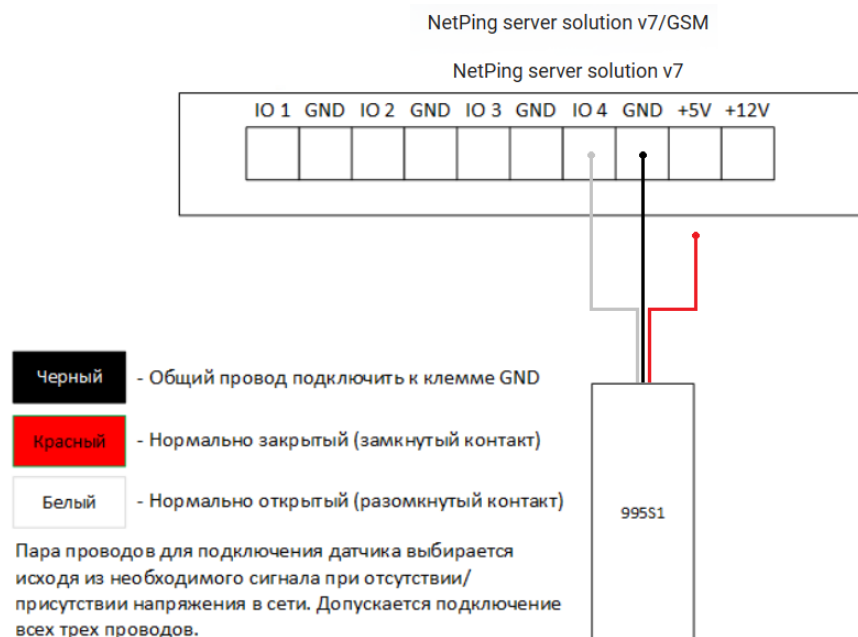 NetPing server solution v7/GSM
NetPing server solution v7
IO 1 GND IO 2 GND IO 3 GND IO 4 GND +5V +12V
Черный - Общий провод подключить к клемме GND
Красный - Нормально закрытый (замкнутый контакт)
Белый - Нормально открытый (разомкнутый контакт)
995S1
Пара проводов для подключения датчика выбирается
исходя из необходимого сигнала при отсутствии/
присутствии напряжения в сети. Допускается подключение
всех трех проводов.